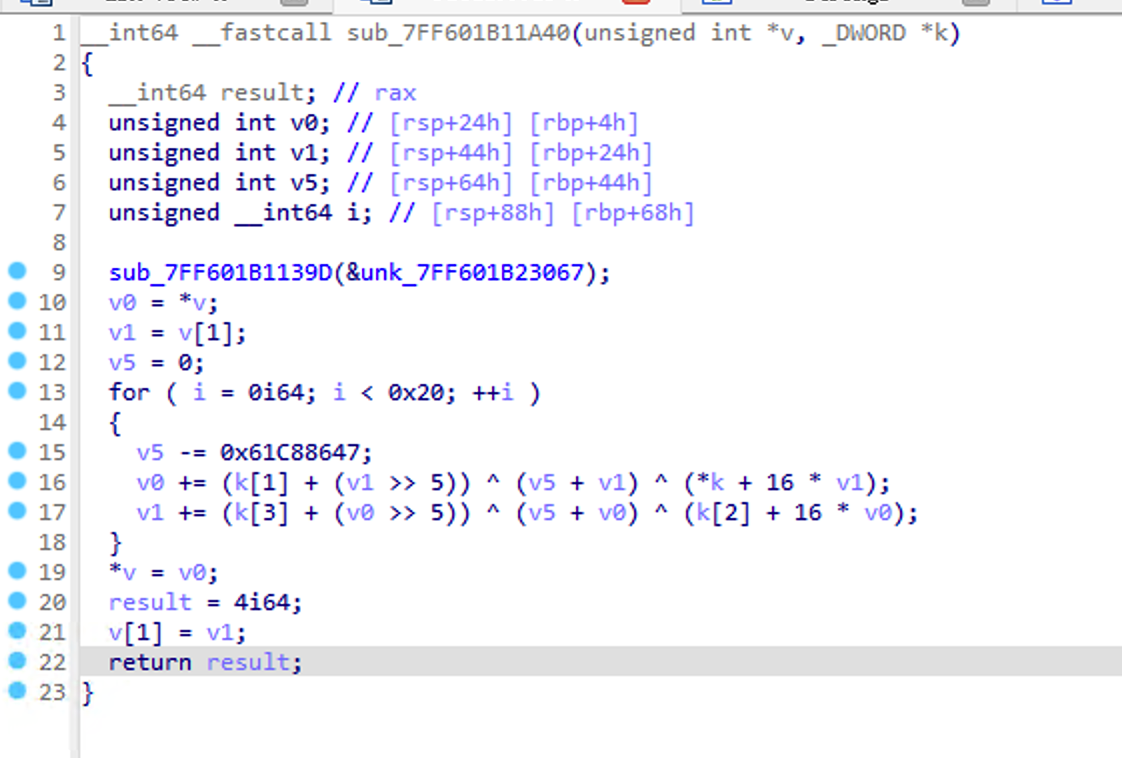 1 __int64 __fastcall sub_7FF601B11A40(unsigned int *v, _DWORD *k)
2 {
3   __int64 result; // rax
4   unsigned int v0; // [rsp+24h] [rbp+4h]
5   unsigned int v1; // [rsp+44h] [rbp+24h]
6   unsigned int v5; // [rsp+64h] [rbp+44h]
7   unsigned __int64 i; // [rsp+88h] [rbp+68h]
8
9   sub_7FF601B1139D(&unk_7FF601B23067);
10   v0 = *v;
11   v1 = v[1];
12   v5 = 0;
13   for ( i = 0i64; i < 0x20; ++i )
14   {
15     v5 -= 0x61C88647;
16     v0 += (k[1] + (v1 >> 5)) ^ (v5 + v1) ^ (*k + 16 * v1);
17     v1 += (k[3] + (v0 >> 5)) ^ (v5 + v0) ^ (k[2] + 16 * v0);
18   }
19   *v = v0;
20   result = 4i64;
21   v[1] = v1;
22   return result;
23 }